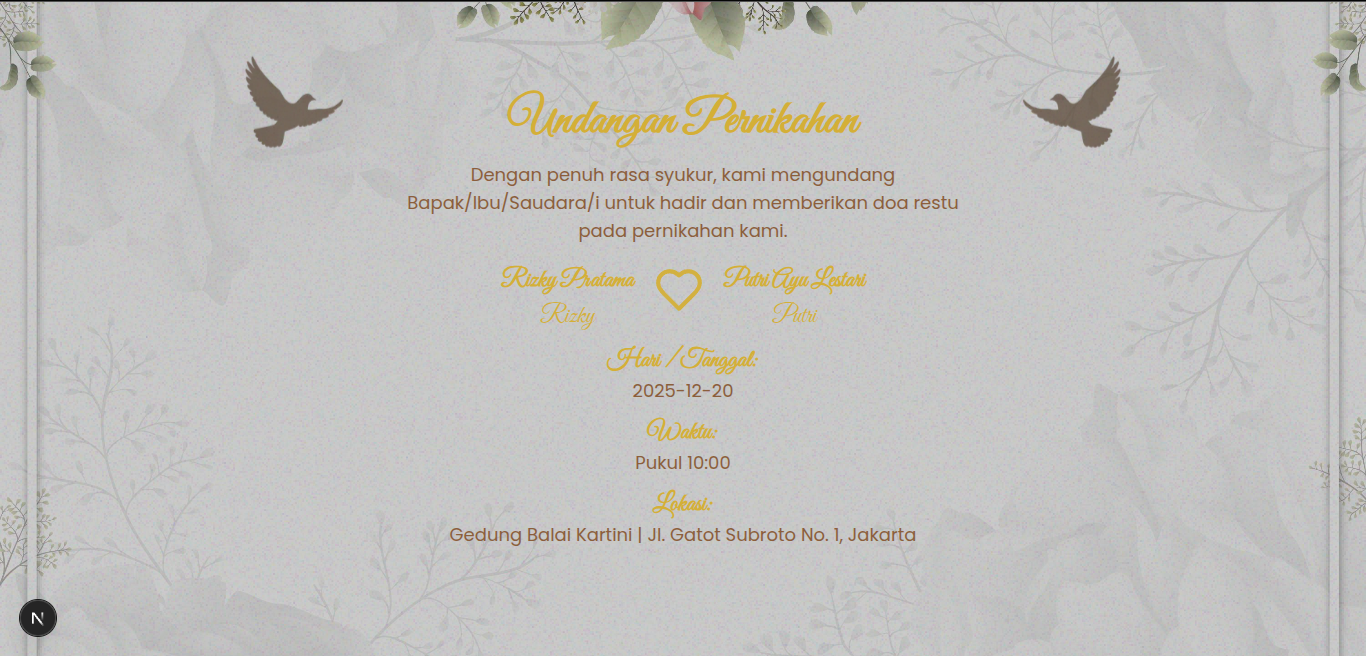 Undangan Pernikahan
Dengan penuh rasa syukur, kami mengundang
Bapak/Ibu/Saudara/i untuk hadir dan memberikan doa restu
pada pernikahan kami.
Rizky Pratama
Rizky
Putri Ayu Lestari
Putri
Hari / Tanggal:
2025-12-20
Waktu:
Pukul 10:00
Lokasi:
Gedung Balai Kartini | Jl. Gatot Subroto No. 1, Jakarta
N